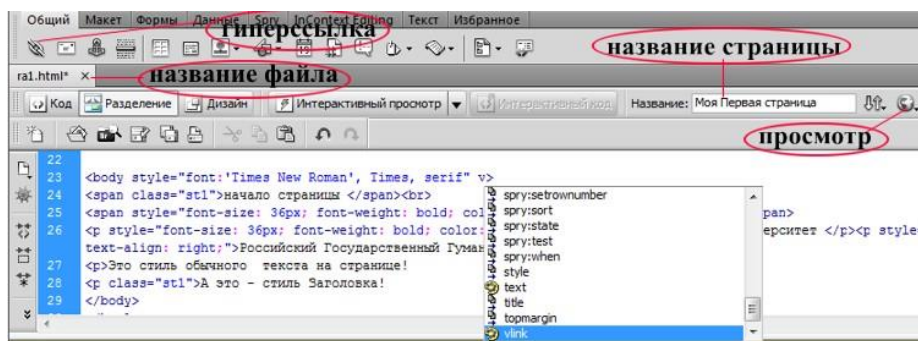 Общий Макет Формы Данные Spry InContext Editing Текст Избранное
гиперссылка
название страницы
ra1.html* ×
название файла
Код Разделение Дизайн Интерактивный просмотр Интерактивный код Название: Моя Первая страница
просмотр
22
23 <body style="font:'Times New Roman', Times, serif" v>
24 <span class="st1">начало страницы </span><br>
25 <span style="font-size: 36px; font-weight: bold; col pan>
26 <p style="font-size: 36px; font-weight: bold; color: ерситет </p><p style=
text-align: right;">Российский Государственный Гуман
27 <p>Это стиль обычного текста на странице!
28 <p class="st1">А это - стиль Заголовка!
29 </body>
spry:setrownumber
spry:sort
spry:state
spry:test
spry:when
style
text
title
topmargin
vlink